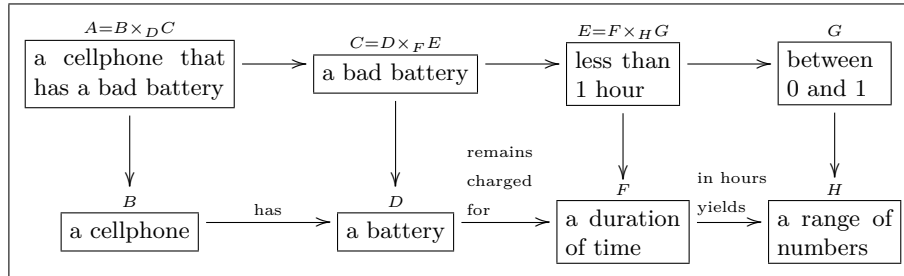 A=B×_D C
C=D×_F E
E=F×_H G
G
a cellphone that
has a bad battery
a bad battery
less than
1 hour
between
0 and 1
remains
charged
for
in hours
yields
B
D
F
H
a cellphone
has
a battery
a duration
of time
a range of
numbers